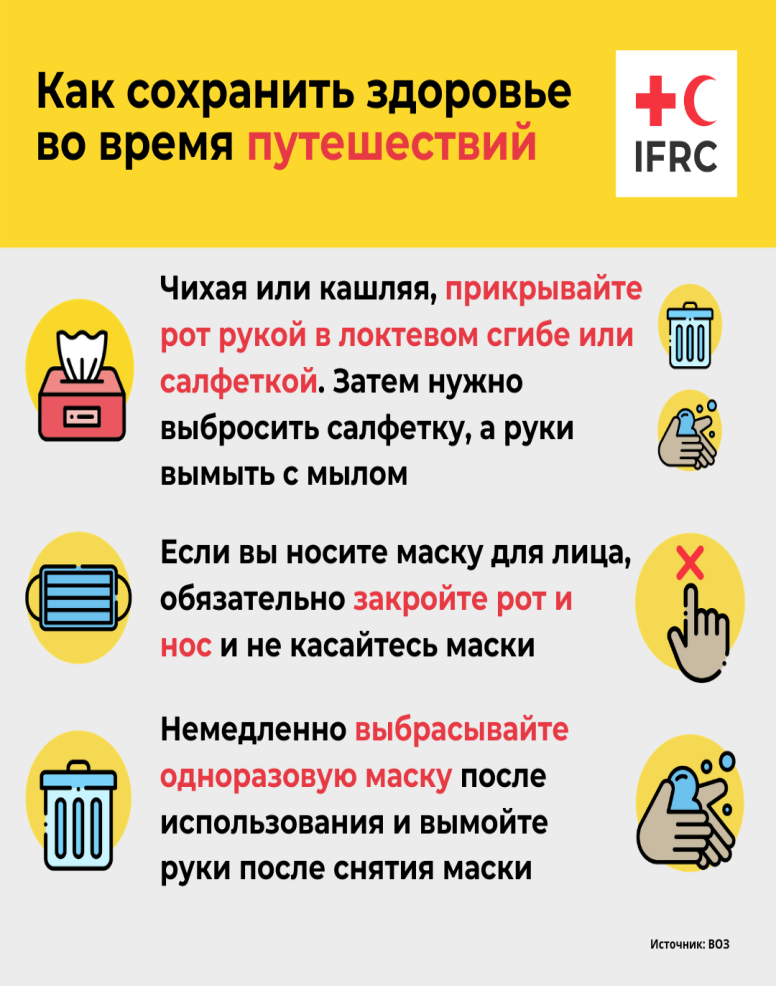 Как сохранить здоровье
во время путешествий
IFRC
Чихая или кашляя, прикрывайте
рот рукой в локтевом сгибе или
салфеткой. Затем нужно
выбросить салфетку, а руки
вымыть с мылом
Если вы носите маску для лица,
обязательно закройте рот и
нос и не касайтесь маски
Немедленно выбрасывайте
одноразовую маску после
использования и вымойте
руки после снятия маски
Источник: ВОЗ